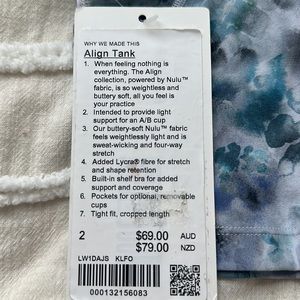 WHY WE MADE THIS
Align Tank
1. When feeling nothing is
everything. The Align
collection, powered by Nulu™
fabric, is so weightless and
buttery soft, all you feel is
your practice
2. Intended to provide light
support for an A/B cup
3. Our buttery-soft Nulu™ fabric
feels weightlessly light and is
sweat-wicking and four-way
stretch
4. Added Lycra® fibre for stretch
and shape retention
5. Built-in shelf bra for added
support and coverage
6. Pockets for optional, removable
cups
7. Tight fit, cropped length
2 $69.00 AUD
$79.00 NZD
LW1DAJS KLFO
000132156083